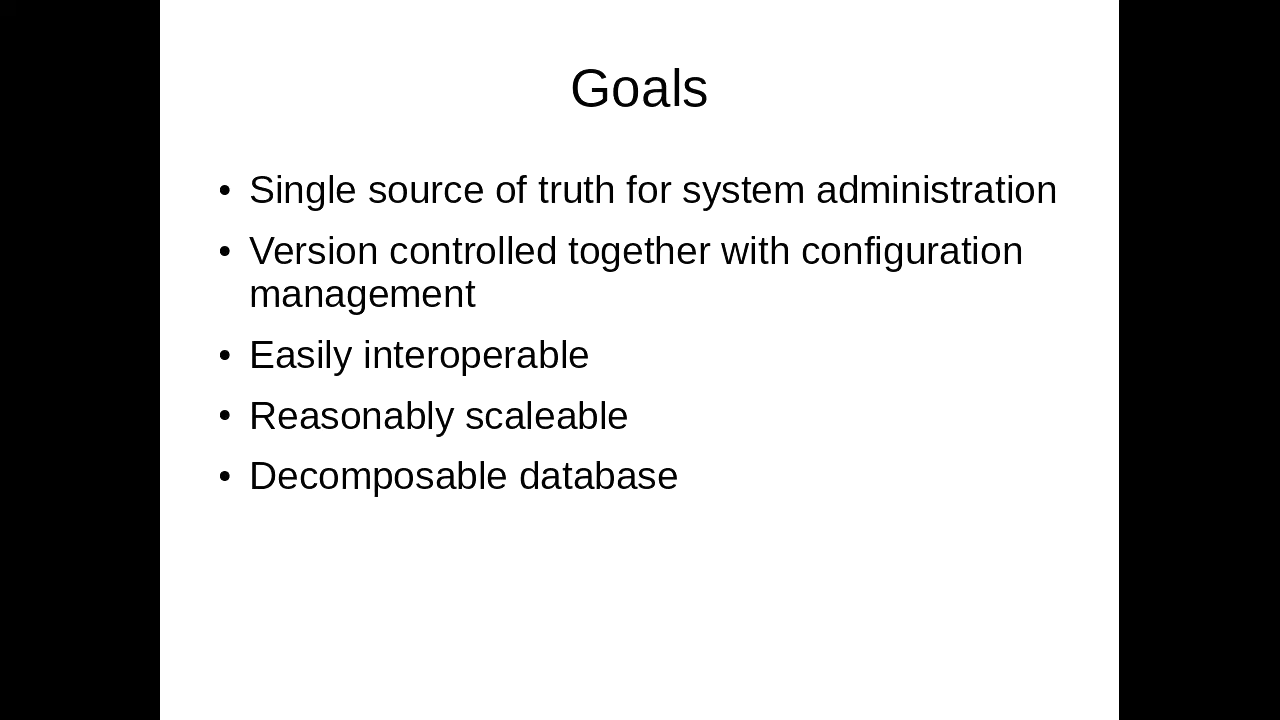 Goals
• Single source of truth for system administration
• Version controlled together with configuration
management
• Easily interoperable
• Reasonably scaleable
• Decomposable database